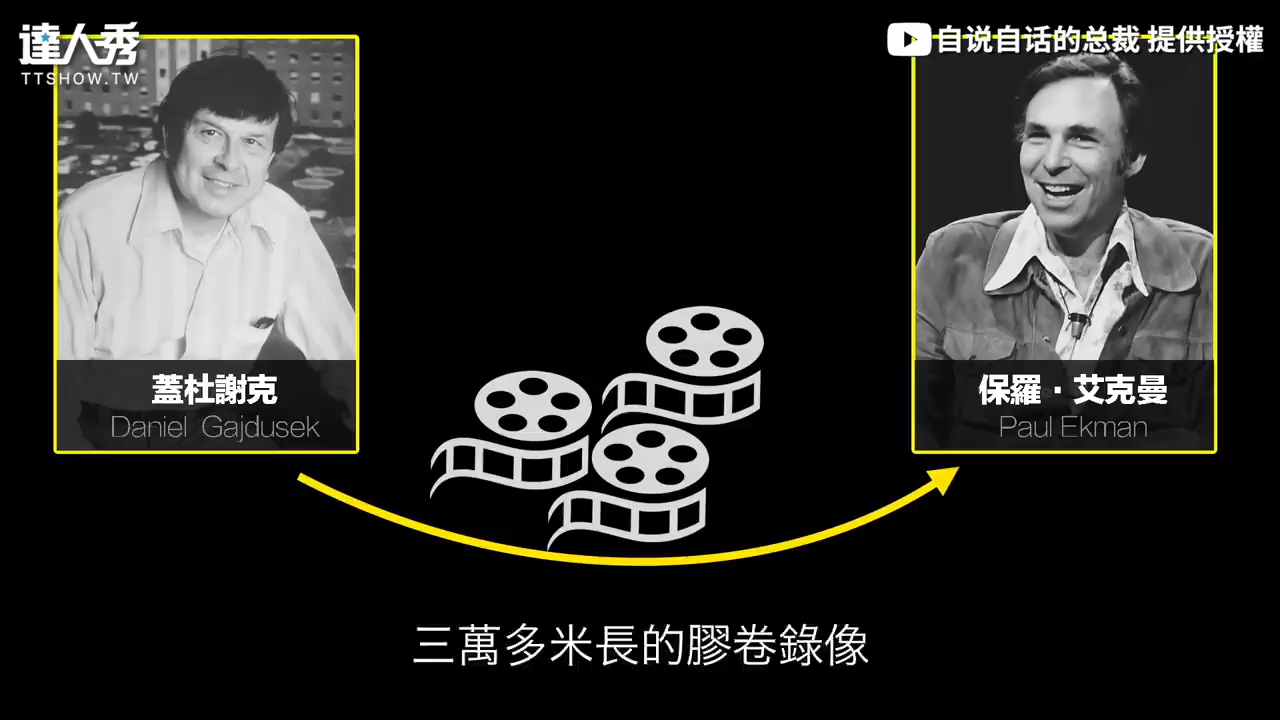 達人秀
TTSHOW.TW
自说自话的总裁 提供授權
蓋杜謝克
Daniel Gajdusek
保羅·艾克曼
Paul Ekman
三萬多米長的膠卷錄像